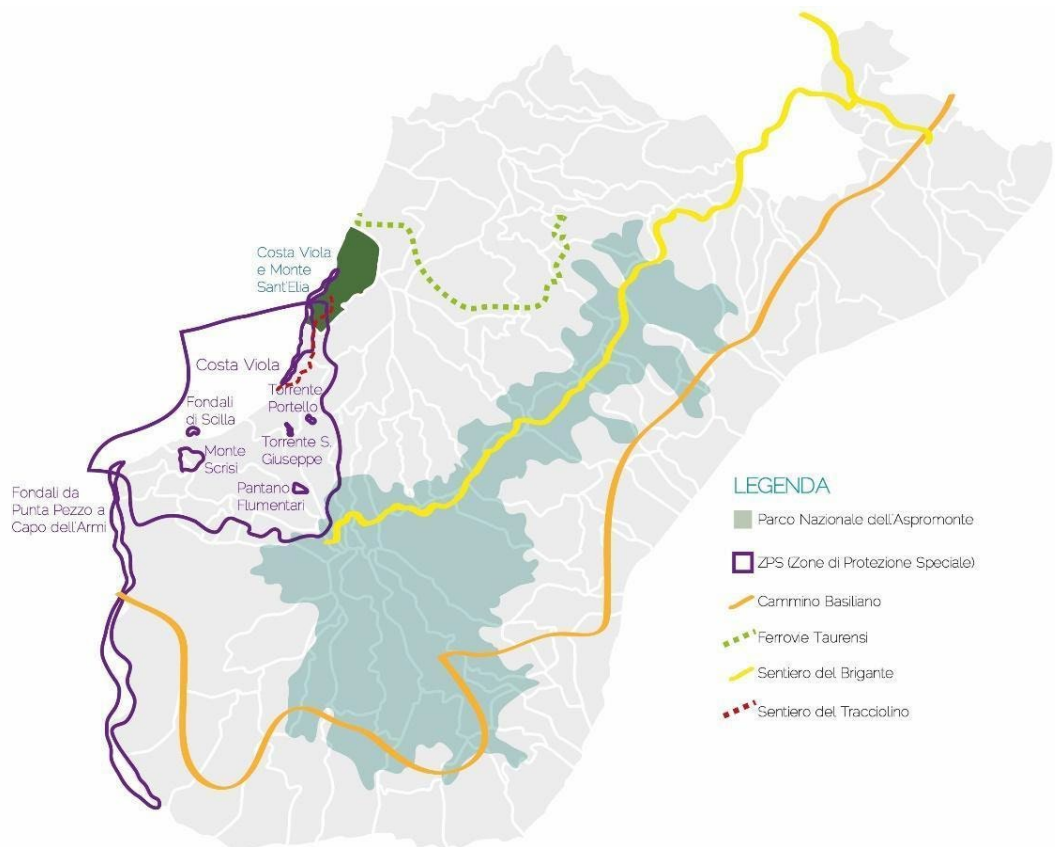 Costa Viola
e Monte
Sant'Elia
Costa Viola
Fondali
di Scilla
Torrente
Portello
Monte
Scrisi
Torrente S.
Giuseppe
Pantano
Flumentari
Fondali da
Punta Pezzo a
Capo dell'Armi
LEGENDA
Parco Nazionale dell'Aspromonte
ZPS (Zone di Protezione Speciale)
Cammino Basiliano
Ferrovie Taurensi
Sentiero del Brigante
Sentiero del Tracciolino